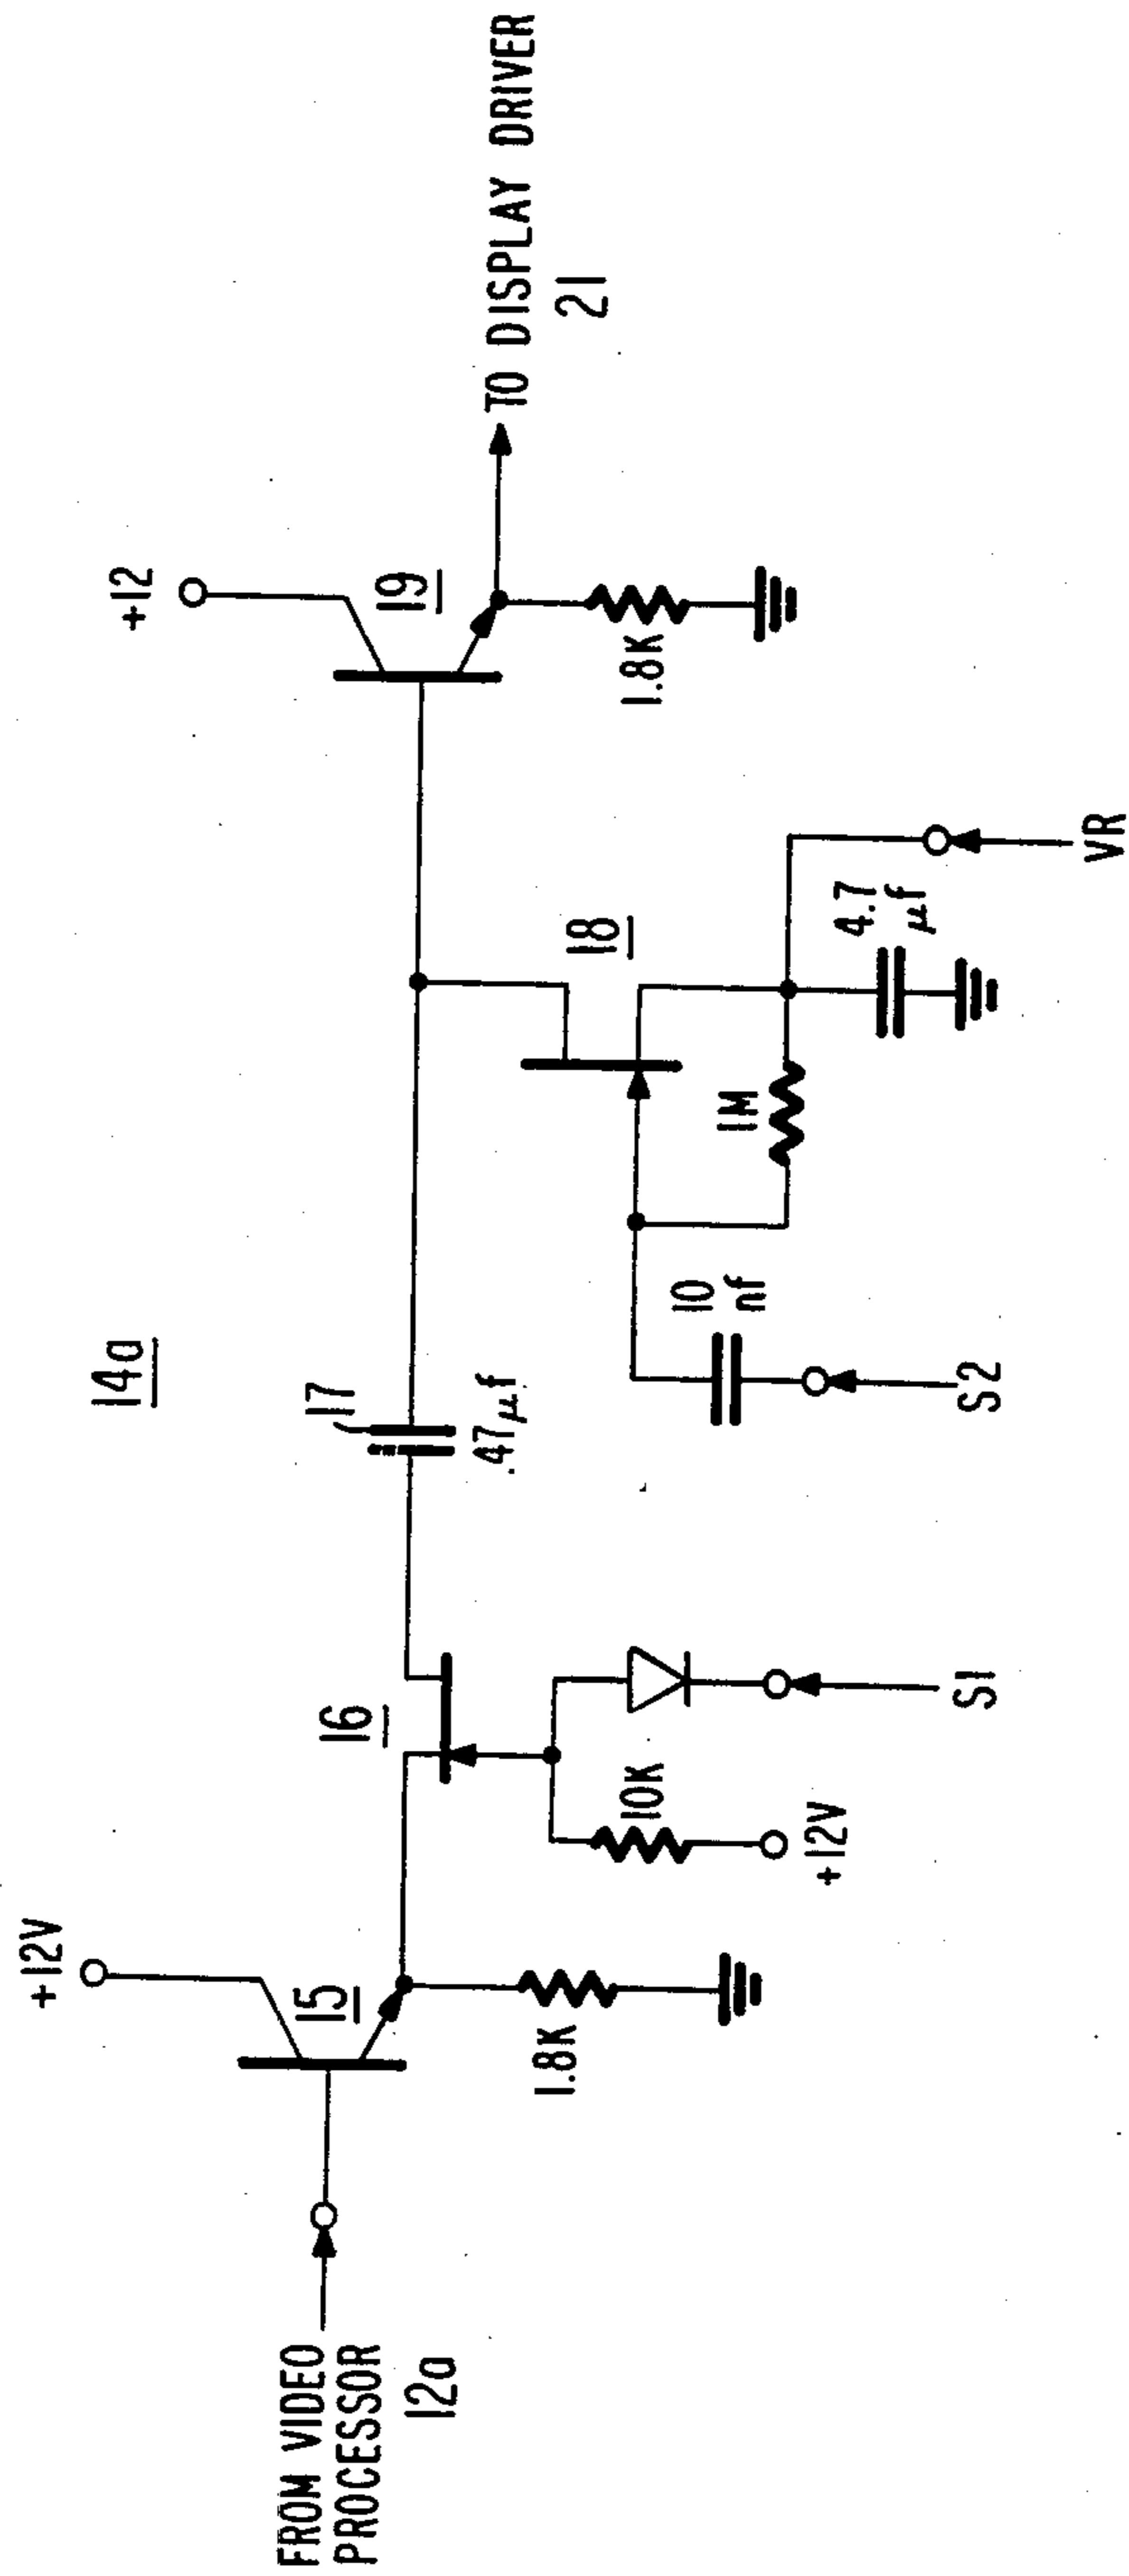 14a
+12V
15
FROM VIDEO
PROCESSOR
12a
1.8K
16
10K
+12V
S1
17
.47μf
10
nf
S2
1M
18
4.7
μf
VR
+12
19
1.8K
TO DISPLAY DRIVER
21